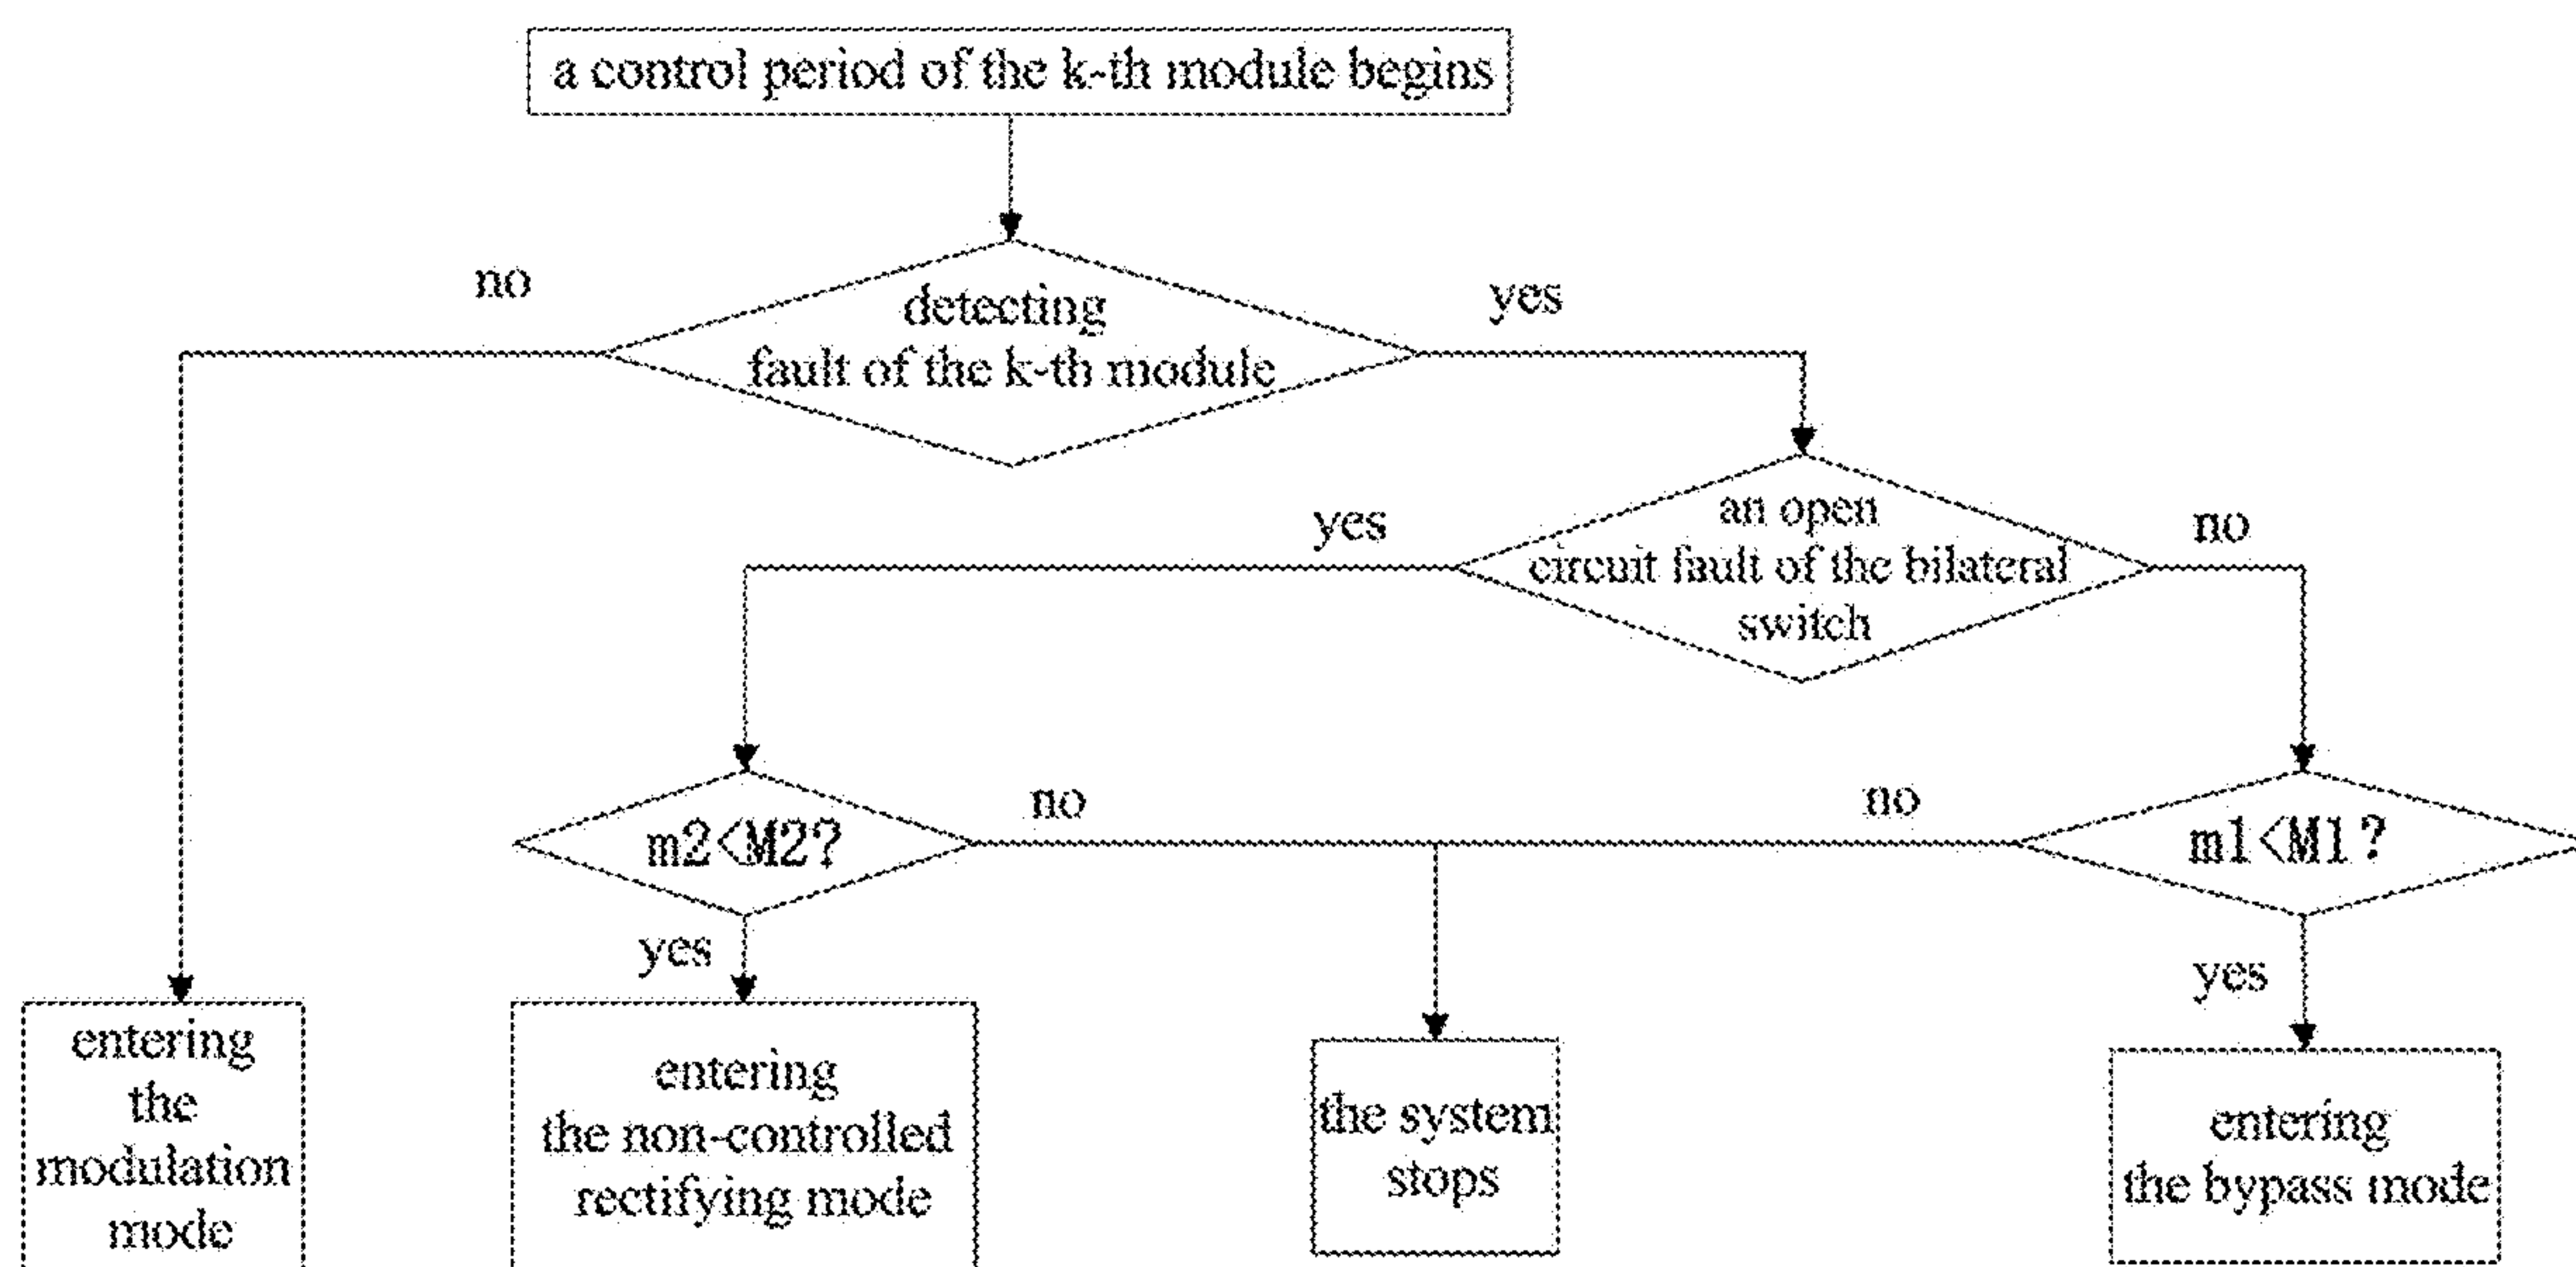 a control period of the k-th module begins
no
yes
detecting
fault of the k-th module
yes
no
an open
circuit fault of the bilateral
switch
no
no
m2<M2?
m1<M1?
yes
yes
entering
the
modulation
mode
entering
the non-controlled
rectifying mode
the system
stops
entering
the bypass mode